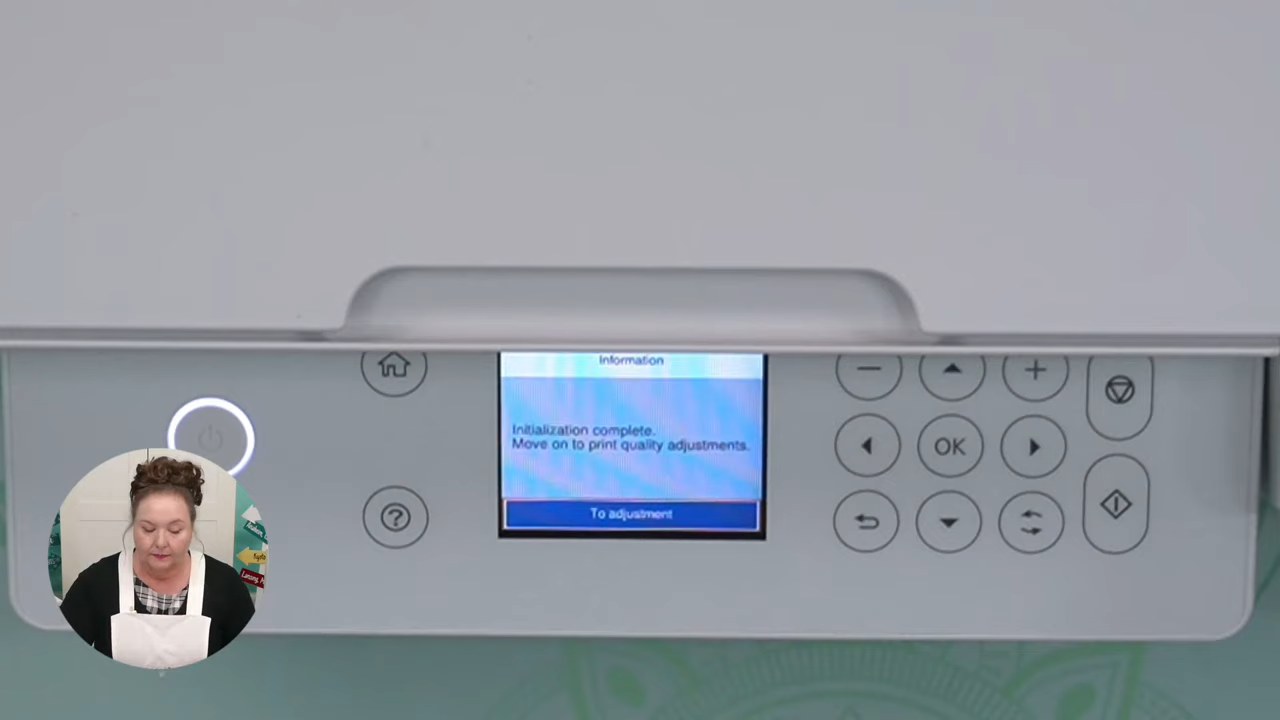 Information
Initialization complete.
Move on to print quality adjustments.
To adjustment
OK